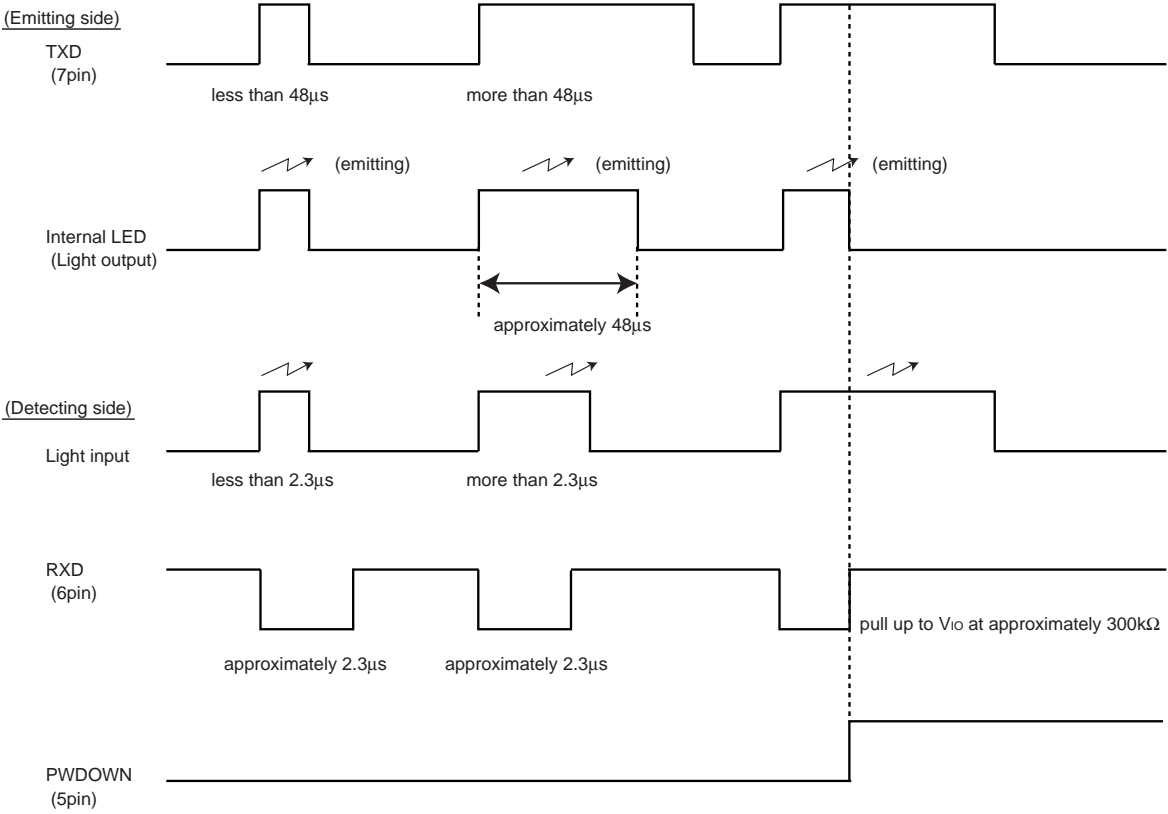 (Emitting side)
TXD
(7pin)
less than 48μs
more than 48μs
(emitting)
(emitting)
(emitting)
Internal LED
(Light output)
approximately 48μs
(Detecting side)
Light input
less than 2.3μs
more than 2.3μs
RXD
(6pin)
pull up to VIO at approximately 300kΩ
approximately 2.3μs
approximately 2.3μs
PWDOWN
(5pin)